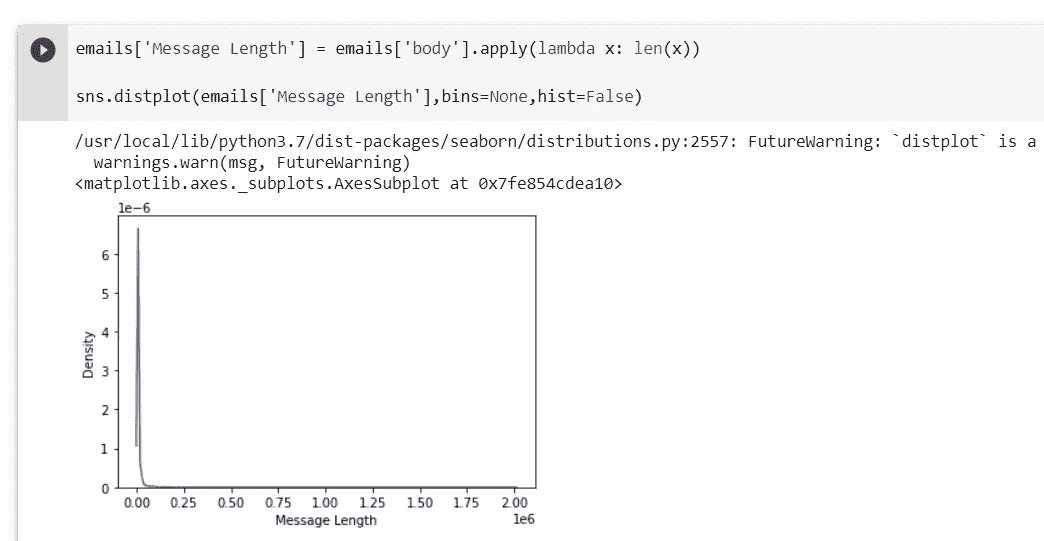 emails['Message Length'] = emails['body'].apply(lambda x: len(x))
sns.distplot(emails['Message Length'],bins=None,hist=False)
/usr/local/lib/python3.7/dist-packages/seaborn/distributions.py:2557: FutureWarning: `distplot` is a
warnings.warn(msg, FutureWarning)
<matplotlib.axes._subplots.AxesSubplot at 0x7fe854cdea10>
1e-6
6
5
4
3
2
1
0
Density
0.00 0.25 0.50 0.75 1.00 1.25 1.50 1.75 2.00
Message Length
1e6